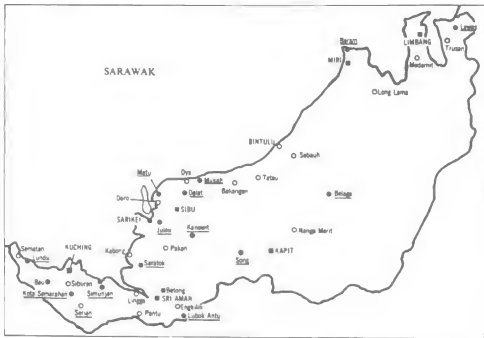 Lawas
LIMBANG
Trusan
Baram
Medamit
MIRI
SARAWAK
Long Lama
BINTULU
Sebauh
Matu
Oya
Mukah
Tatau
Dalat
Bakangan
Belaga
Daro
SIBU
SARIKEI
Julau
Kanowit
Nanga Merit
Sematan
KUCHING
Kabong
Pakan
KAPIT
Lundu
Saratok
Song
Bau
Siburan
Simunjan
Betong
Kota Samarahan
Lingga
SRI AMAN
Engkilili
Serian
Pantu
Lubok Antu